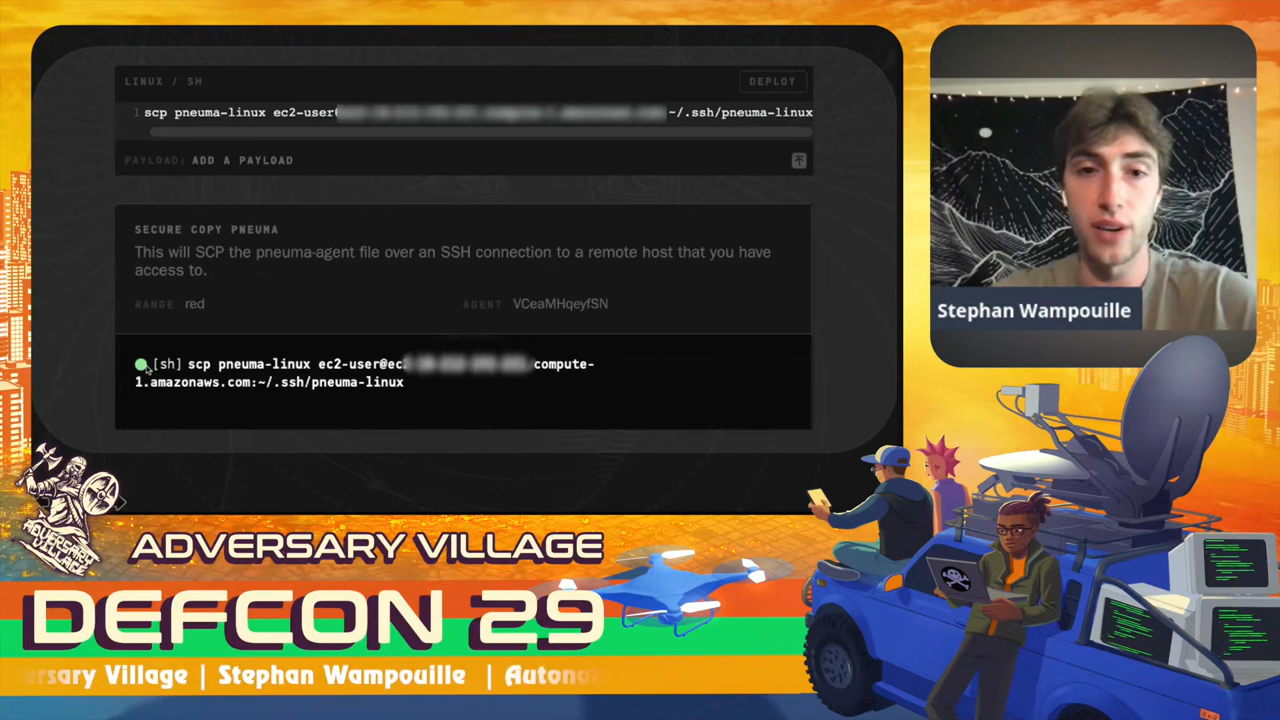 LINUX / SH
DEPLOY
1 scp pneuma-linux ec2-user ~/.ssh/pneuma-linux
PAYLOAD: ADD A PAYLOAD
SECURE COPY PNEUMA
This will SCP the pneuma-agent file over an SSH connection to a remote host that you have
access to.
RANGE red
AGENT VCeaMHqeyfSN
[sh] scp pneuma-linux ec2-user@ec compute-
1.amazonaws.com:~/.ssh/pneuma-linux
Stephan Wampouille
ADVERSARY VILLAGE
ADVERSARY VILLAGE
DEFCON 29
ersary Village | Stephan Wampouille | Autono